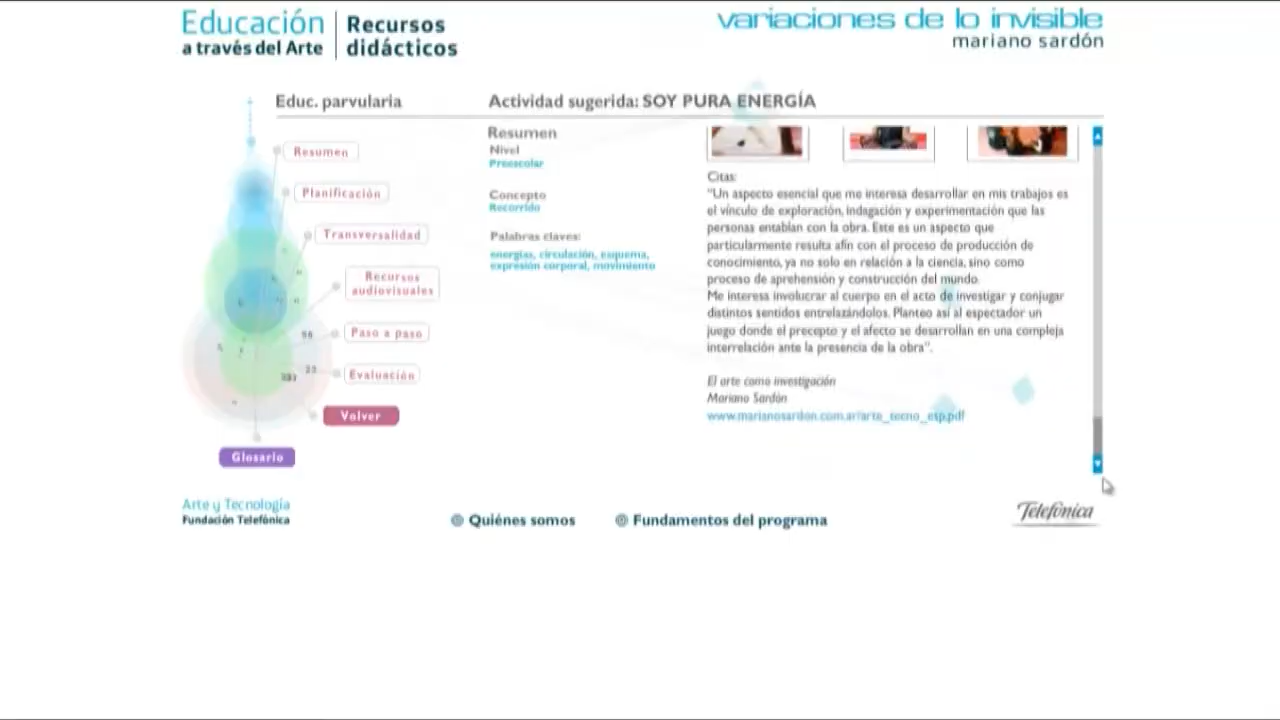 Educación
a través del Arte
Recursos
didácticos
variaciones de lo invisible
mariano sardón
Educ. parvularia
Actividad sugerida: SOY PURA ENERGÍA
Resumen
Planificación
Transversalidad
Recursos
audiovisuales
Paso a paso
Evaluación
Volver
Glosario
Resumen
Nivel
Preescolar
Concepto
Recorrido
Palabras claves:
energías, circulación, esquema,
expresión corporal, movimiento
Citas:
"Un aspecto esencial que me interesa desarrollar en mis trabajos es
el vínculo de exploración, indagación y experimentación que las
personas entablan con la obra. Este es un aspecto que
particularmente resulta afín con el proceso de producción de
conocimiento, ya no solo en relación a la ciencia, sino como
proceso de aprehensión y construcción del mundo.
Me interesa involucrar al cuerpo en el acto de investigar y conjugar
distintos sentidos entrelazándolos. Planteo así al espectador un
juego donde el precepto y el afecto se desarrollan en una compleja
interrelación ante la presencia de la obra".
El arte como investigación
Mariano Sardón
www.marianosardon.com.ar/arte_tecno_esp.pdf
Arte y Tecnología
Fundación Telefónica
Quiénes somos
Fundamentos del programa
Telefónica